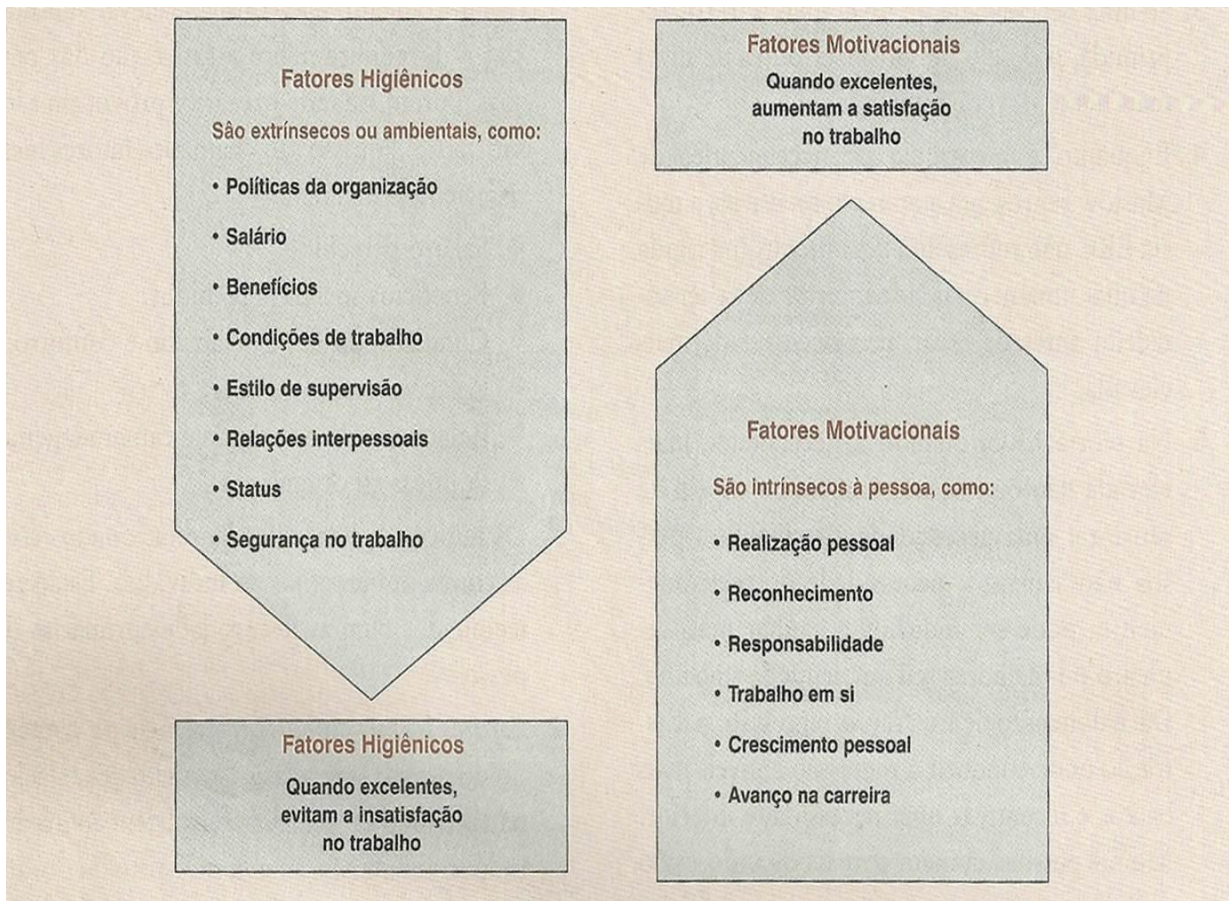 Fatores Higiênicos
Sâo extrínsecos ou ambientais, como:
• Políticas da organização
• Salário
• Benefícios
• Condições de trabalho
• Estilo de supervisão
• Relações interpessoais
• Status
• Segurança no trabalho
Fatores Higiênicos
Quando excelentes,
evitam a insatisfação
no trabalho
Fatores Motivacionais
Quando excelentes,
aumentam a satisfação
no trabalho
Fatores Motivacionais
São intrínsecos à pessoa, como:
• Realização pessoal
• Reconhecimento
• Responsabilidade
• Trabalho em si
• Crescimento pessoal
• Avanço na carreira